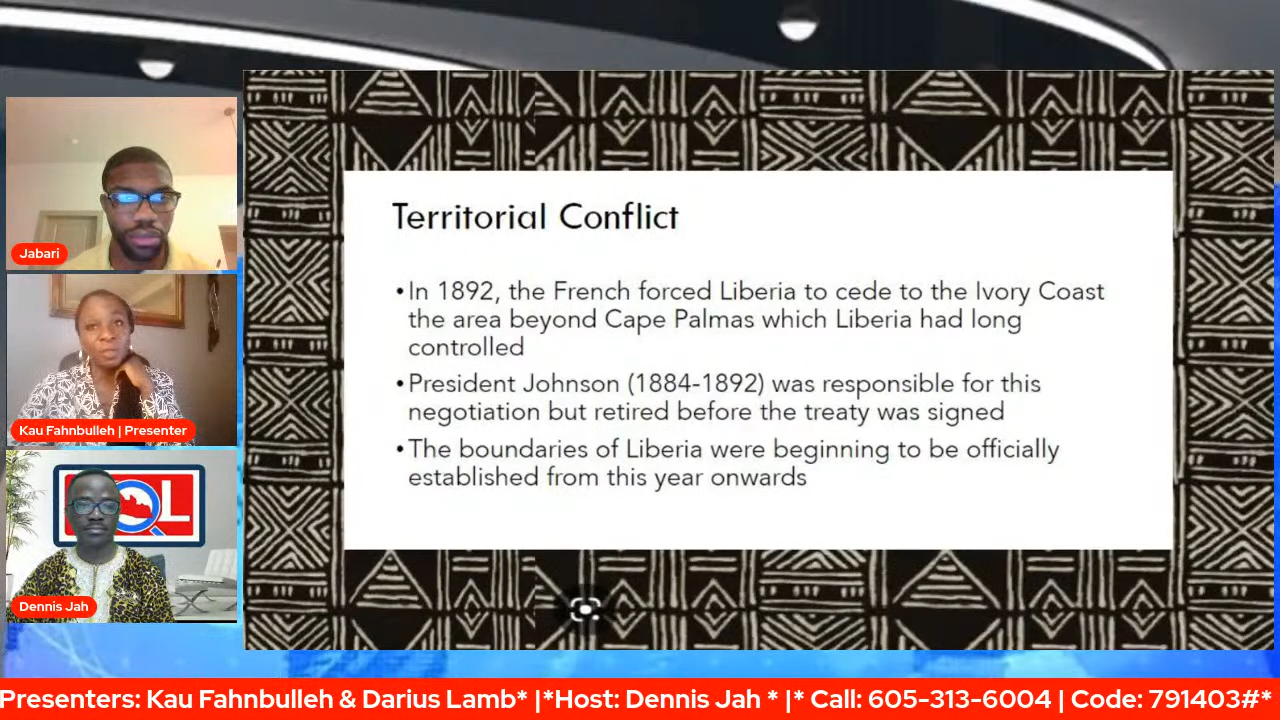 Territorial Conflict
•In 1892, the French forced Liberia to cede to the Ivory Coast
the area beyond Cape Palmas which Liberia had long
controlled
•President Johnson (1884-1892) was responsible for this
negotiation but retired before the treaty was signed
•The boundaries of Liberia were beginning to be officially
established from this year onwards
Jabari
Kau Fahnbulleh | Presenter
OL
Dennis Jah
Presenters: Kau Fahnbulleh & Darius Lamb* |*Host: Dennis Jah * |* Call: 605-313-6004 | Code: 791403#*